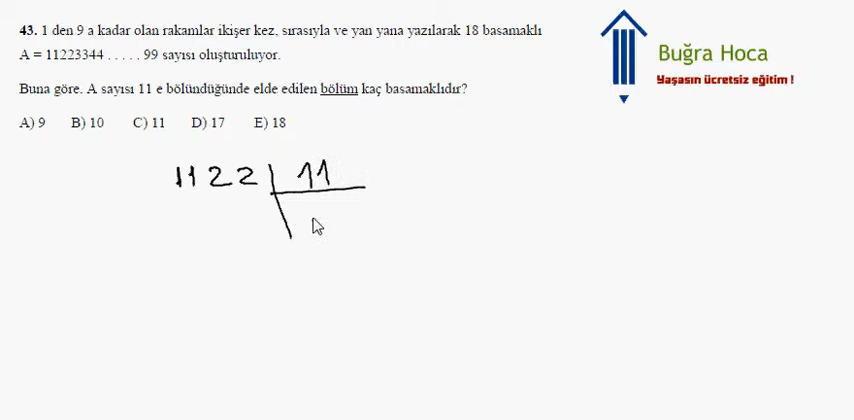 43. 1 den 9 a kadar olan rakamlar ikişer kez, sırasıyla ve yan yana yazılarak 18 basamaklı
A = 11223344 . . . . . 99 sayısı oluşturuluyor.
Buna göre. A sayısı 11 e bölündüğünde elde edilen bölüm kaç basamaklıdır?
A) 9 B) 10 C) 11 D) 17 E) 18
1122 11
Buğra Hoca
Yaşasın ücretsiz eğitim !